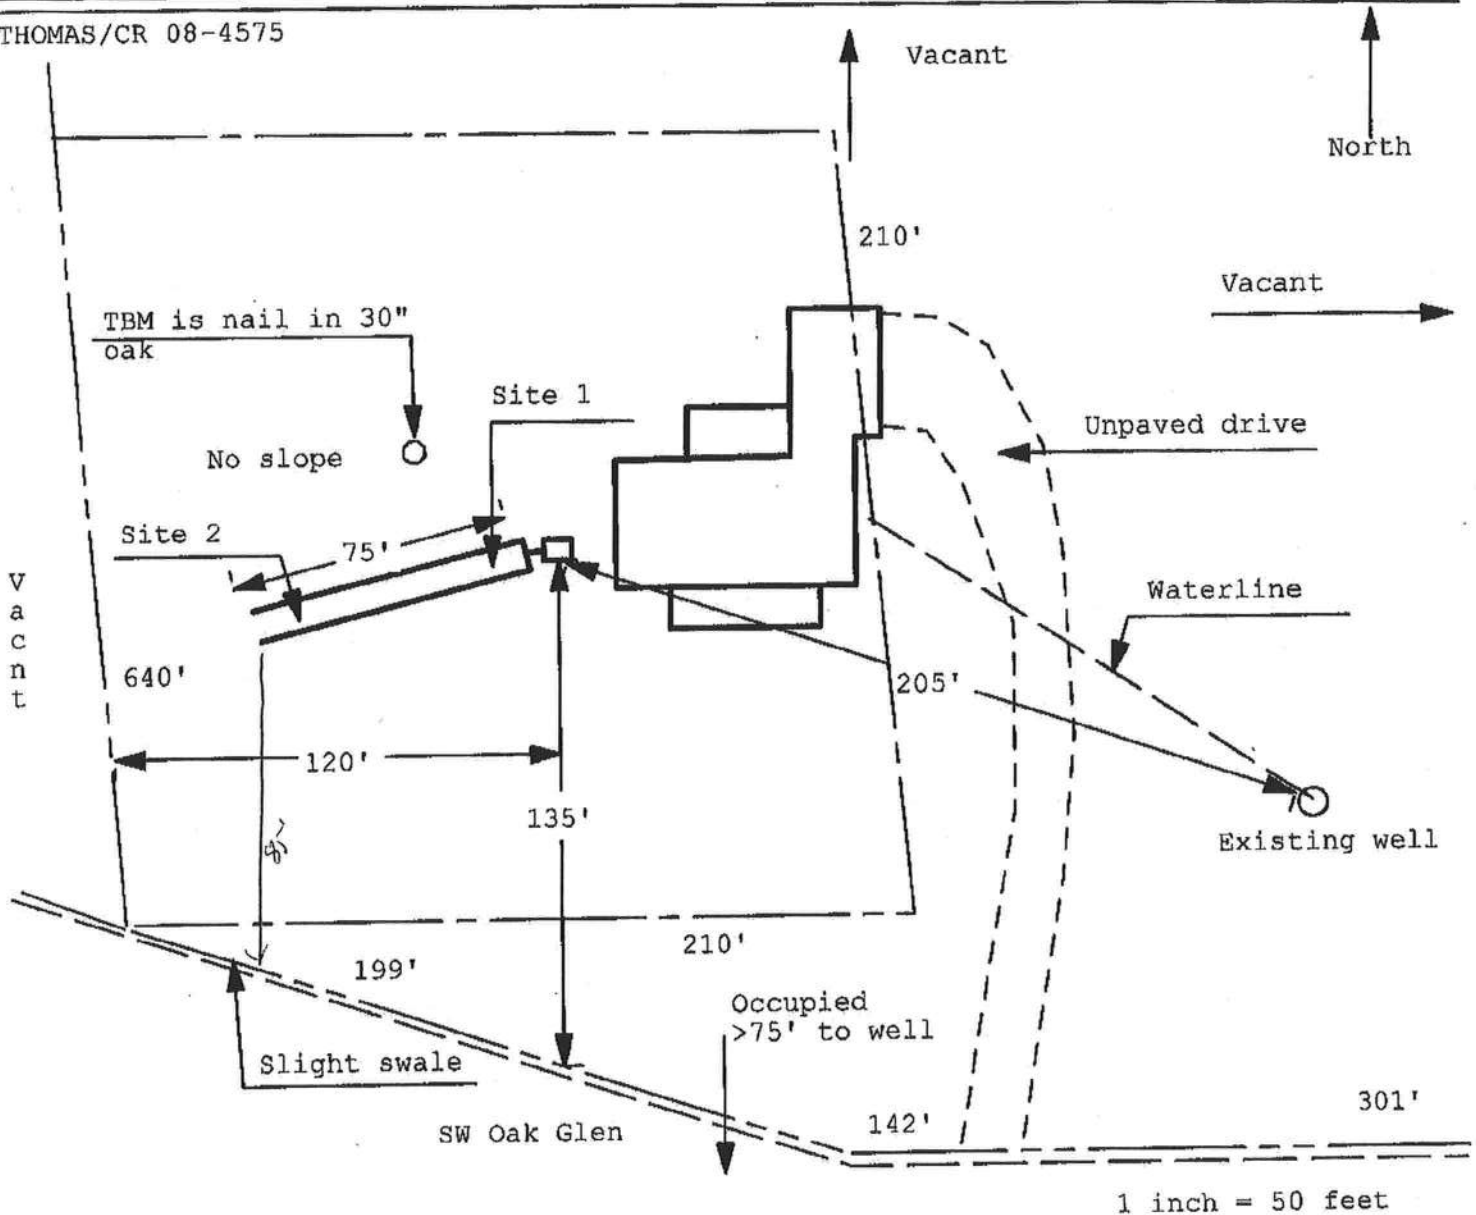 THOMAS/CR 08-4575
Vacant
North
210'
Vacant
TBM is nail in 30"
oak
Site 1
Unpaved drive
No slope
Site 2
75'
Vacnt
Waterline
640'
205'
120'
135'
Existing well
210'
199'
Occupied
>75' to well
Slight swale
142'
301'
SW Oak Glen
1 inch = 50 feet